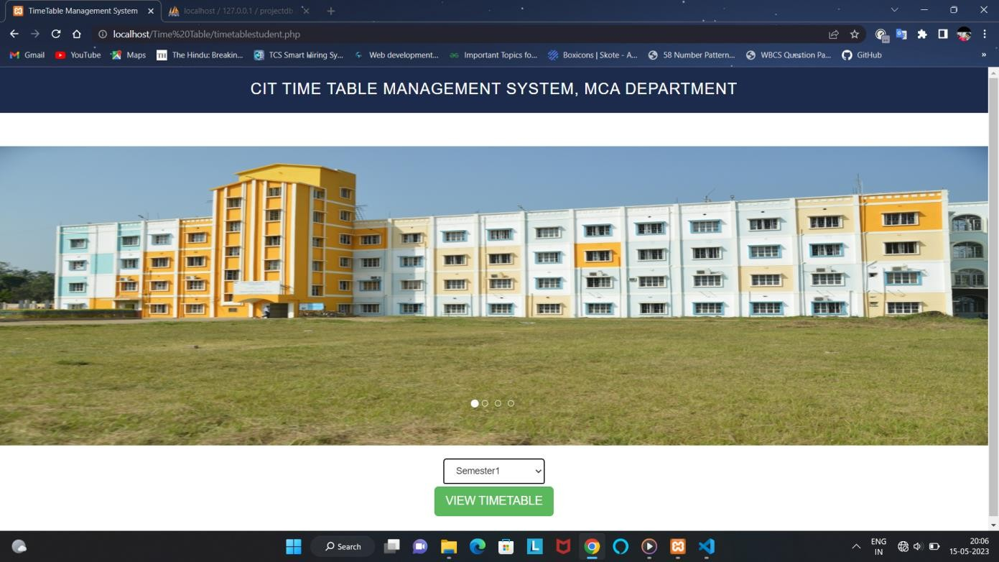 TimeTable Management System
localhost / 127.0.0.1 / projectdb
localhost/Time%20Table/timetablestudent.php
Gmail
YouTube
Maps
TH
The Hindu: Breakin...
TCS Smart Hiring Sy...
Web development...
Important Topics fo...
Boxicons | Skote - A...
58 Number Pattern...
WBCS Question Pa...
GitHub
»
CIT TIME TABLE MANAGEMENT SYSTEM, MCA DEPARTMENT
Semester1
VIEW TIMETABLE
Search
L
ENG
IN
20:06
15-05-2023